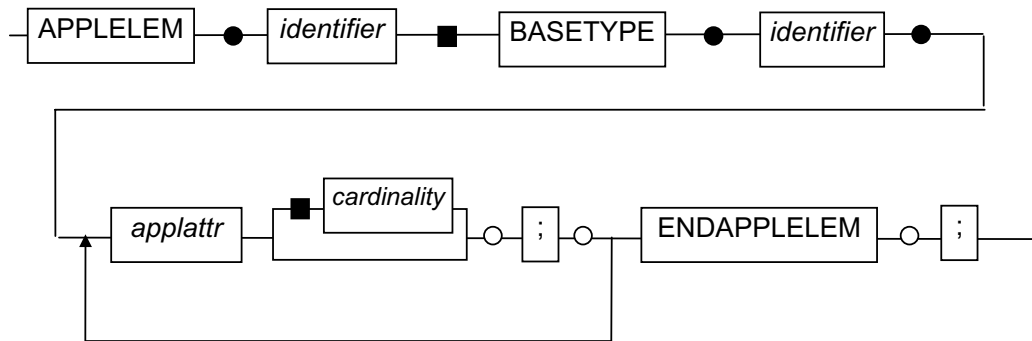 APPLELEM identifier BASETYPE identifier
cardinality
applattr ; ENDAPPLELEM ;